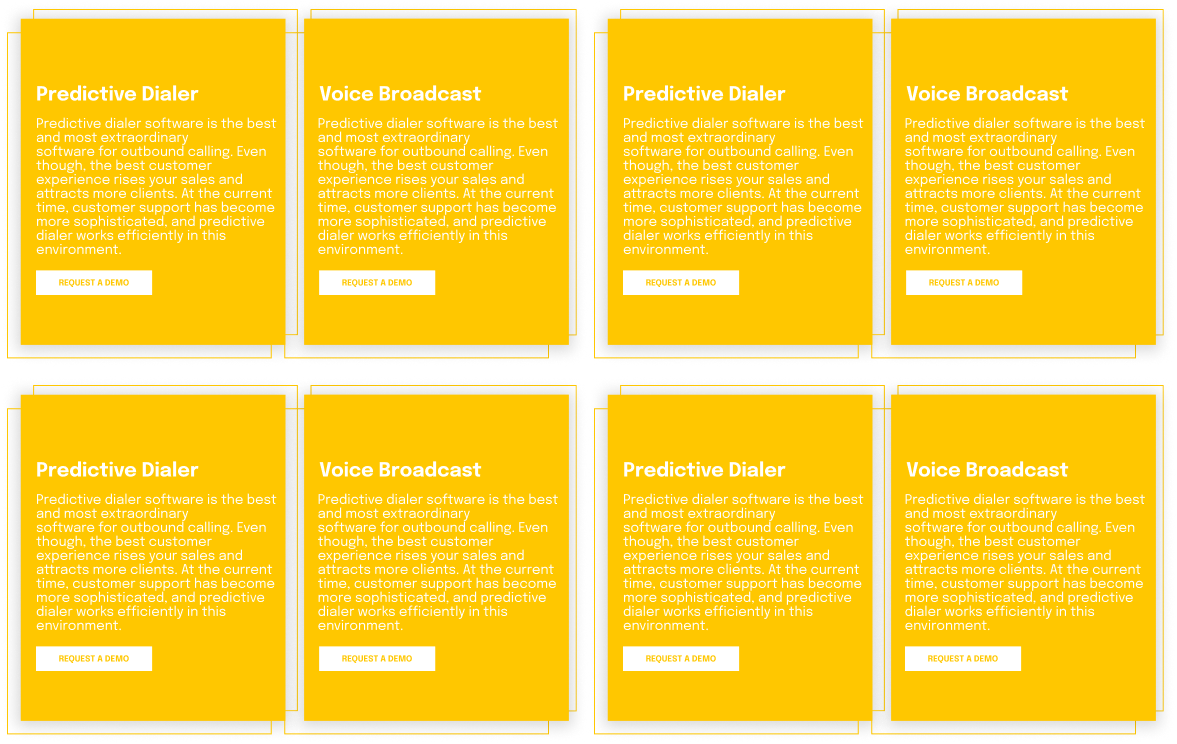 Predictive Dialer
Predictive dialer software is the best
and most extraordinary
software for outbound calling. Even
though, the best customer
experience rises your sales and
attracts more clients. At the current
time, customer support has become
more sophisticated, and predictive
dialer works efficiently in this
environment.
REQUEST A DEMO
Voice Broadcast
Predictive dialer software is the best
and most extraordinary
software for outbound calling. Even
though, the best customer
experience rises your sales and
attracts more clients. At the current
time, customer support has become
more sophisticated, and predictive
dialer works efficiently in this
environment.
REQUEST A DEMO
Predictive Dialer
Predictive dialer software is the best
and most extraordinary
software for outbound calling. Even
though, the best customer
experience rises your sales and
attracts more clients. At the current
time, customer support has become
more sophisticated, and predictive
dialer works efficiently in this
environment.
REQUEST A DEMO
Voice Broadcast
Predictive dialer software is the best
and most extraordinary
software for outbound calling. Even
though, the best customer
experience rises your sales and
attracts more clients. At the current
time, customer support has become
more sophisticated, and predictive
dialer works efficiently in this
environment.
REQUEST A DEMO
Predictive Dialer
Predictive dialer software is the best
and most extraordinary
software for outbound calling. Even
though, the best customer
experience rises your sales and
attracts more clients. At the current
time, customer support has become
more sophisticated, and predictive
dialer works efficiently in this
environment.
REQUEST A DEMO
Voice Broadcast
Predictive dialer software is the best
and most extraordinary
software for outbound calling. Even
though, the best customer
experience rises your sales and
attracts more clients. At the current
time, customer support has become
more sophisticated, and predictive
dialer works efficiently in this
environment.
REQUEST A DEMO
Predictive Dialer
Predictive dialer software is the best
and most extraordinary
software for outbound calling. Even
though, the best customer
experience rises your sales and
attracts more clients. At the current
time, customer support has become
more sophisticated, and predictive
dialer works efficiently in this
environment.
REQUEST A DEMO
Voice Broadcast
Predictive dialer software is the best
and most extraordinary
software for outbound calling. Even
though, the best customer
experience rises your sales and
attracts more clients. At the current
time, customer support has become
more sophisticated, and predictive
dialer works efficiently in this
environment.
REQUEST A DEMO